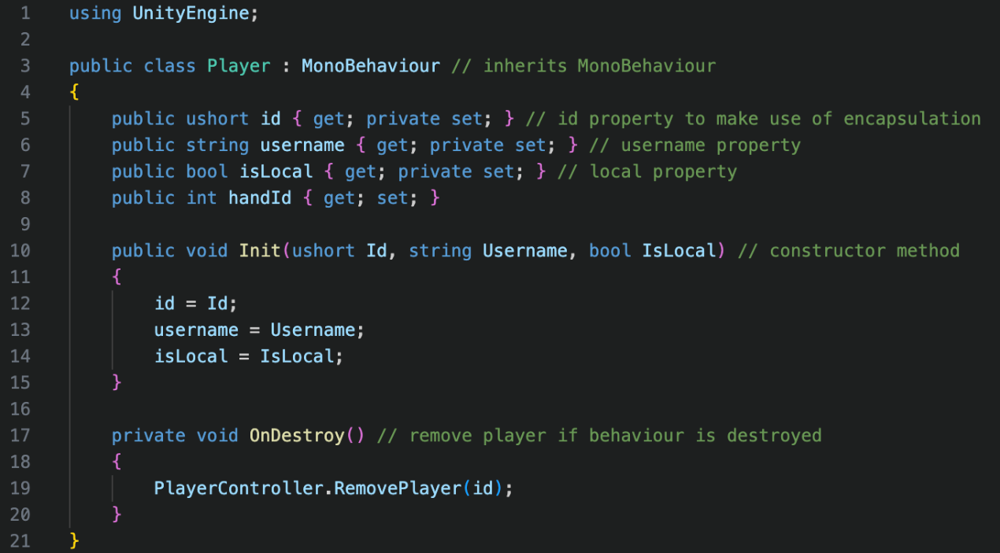 1 using UnityEngine;
2
3 public class Player : MonoBehaviour // inherits MonoBehaviour
4 {
5     public ushort id { get; private set; } // id property to make use of encapsulation
6     public string username { get; private set; } // username property
7     public bool isLocal { get; private set; } // local property
8     public int handId { get; set; }
9
10     public void Init(ushort Id, string Username, bool IsLocal) // constructor method
11     {
12         id = Id;
13         username = Username;
14         isLocal = IsLocal;
15     }
16
17     private void OnDestroy() // remove player if behaviour is destroyed
18     {
19         PlayerController.RemovePlayer(id);
20     }
21 }